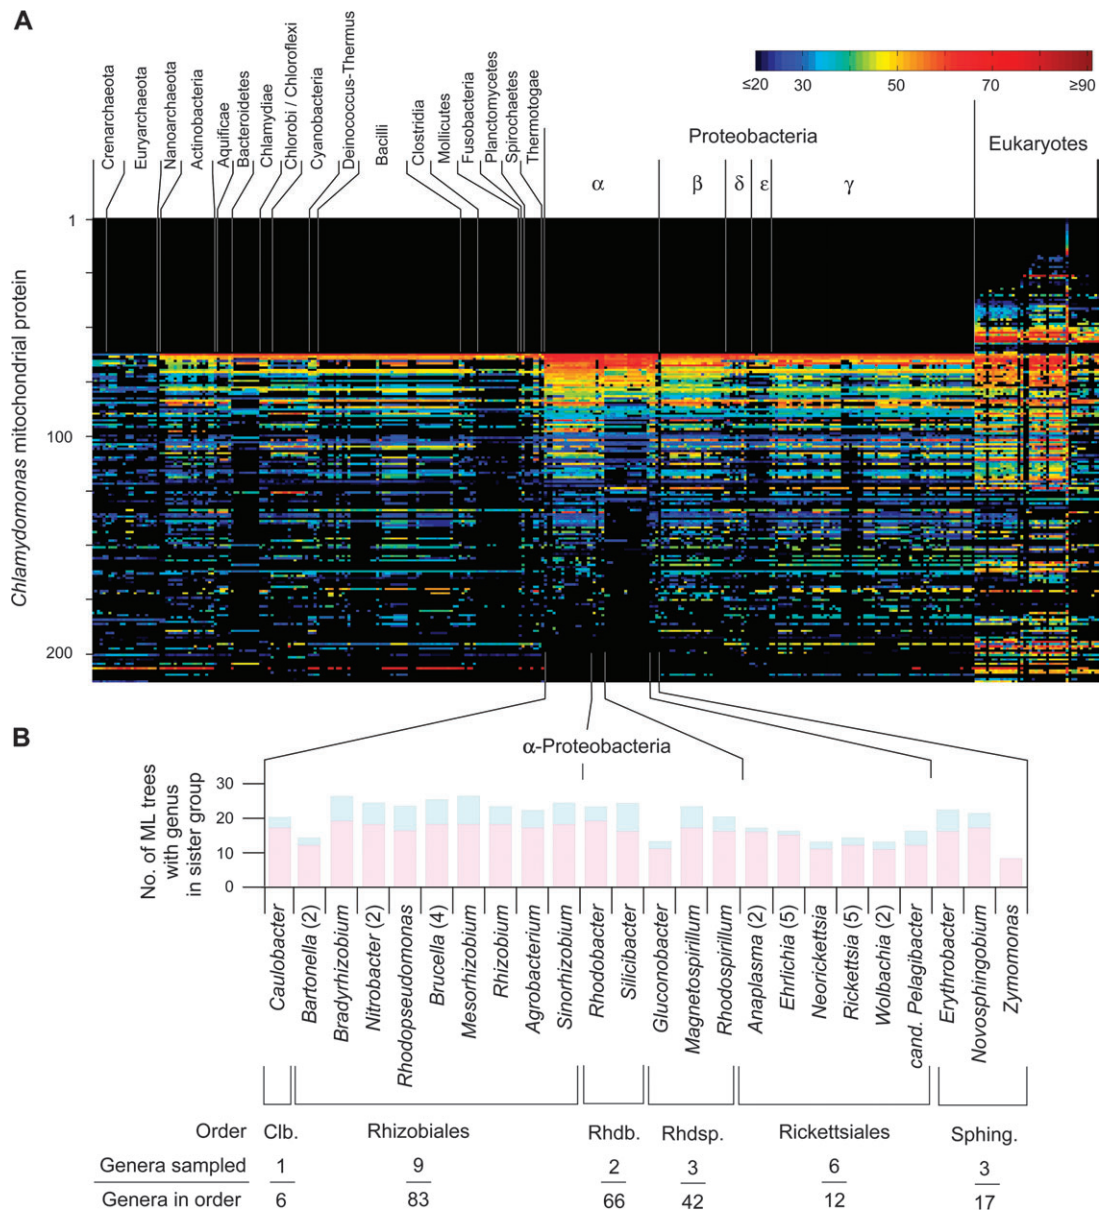 A
Crenarchaeota
Euryarchaeota
Nanoarchaeota
Actinobacteria
Aquificae
Bacteroidetes
Chlamydiae
Chlorobi / Chloroflexi
Cyanobacteria
Deinococcus-Thermus
Bacilli
Clostridia
Mollicutes
Fusobacteria
Planctomycetes
Spirochaetes
Thermotogae
≤20 30 50 70 ≥90
Proteobacteria
Eukaryotes
α β δ ε γ
Chlamydomonas mitochondrial protein
1
100
200
B
α-Proteobacteria
No. of ML trees
with genus
in sister group
30
20
10
0
Caulobacter
Bartonella (2)
Bradyrhizobium
Nitrobacter (2)
Rhodopseudomonas
Brucella (4)
Mesorhizobium
Rhizobium
Agrobacterium
Sinorhizobium
Rhodobacter
Silicibacter
Gluconobacter
Magnetospirillum
Rhodospirillum
Anaplasma (2)
Ehrlichia (5)
Neorickettsia
Rickettsia (5)
Wolbachia (2)
cand. Pelagibacter
Erythrobacter
Novosphingobium
Zymomonas
Order Clb. Rhizobiales Rhdb. Rhdsp. Rickettsiales Sphing.
Genera sampled 1 9 2 3 6 3
Genera in order 6 83 66 42 12 17